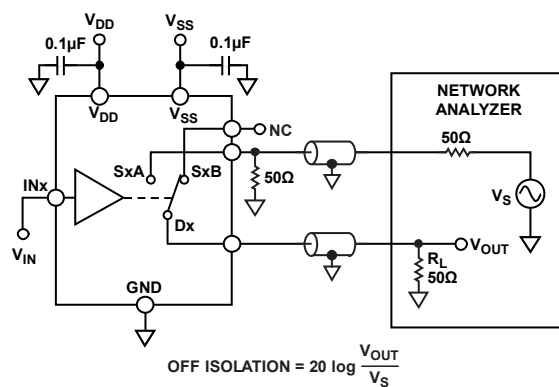 VDD
VSS
0.1µF
0.1µF
VDD
VSS
NC
SxA
SxB
50Ω
INx
Dx
VIN
GND
NETWORK
ANALYZER
50Ω
VS
VOUT
RL
50Ω
OFF ISOLATION = 20 log VOUT/VS